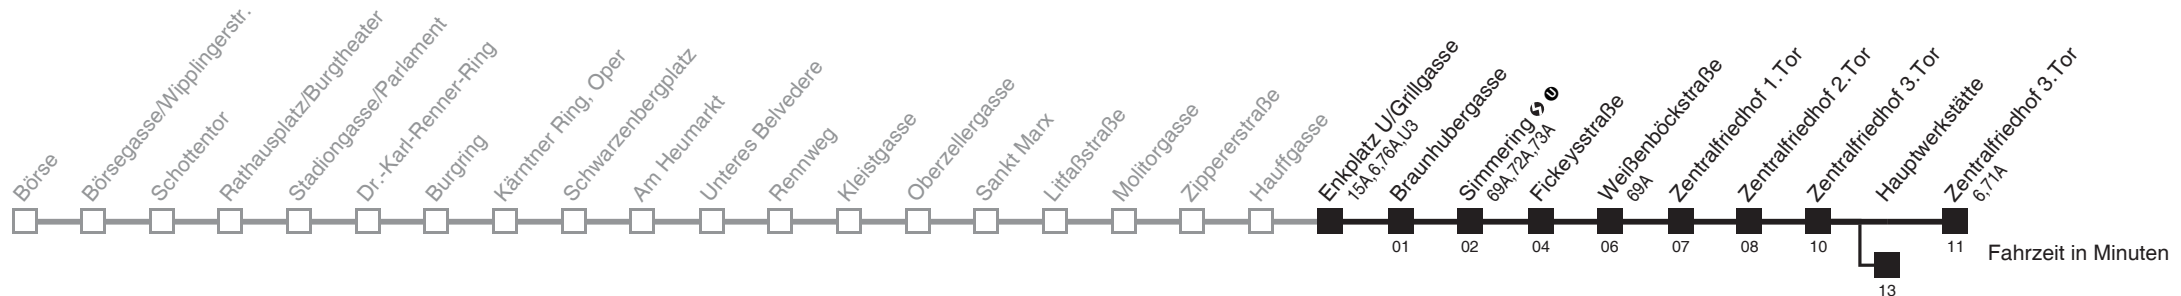 Börse
Börsegasse/Wipplingerstr.
Schottentor
Rathausplatz/Burgtheater
Stadiongasse/Parlament
Dr.-Karl-Renner-Ring
Burgring
Kärntner Ring, Oper
Schwarzenbergplatz
Am Heumarkt
Unteres Belvedere
Rennweg
Kleistgasse
Oberzellergasse
Sankt Marx
Litfaßstraße
Molitorgasse
Zippererstraße
Hauffgasse
Enkplatz U/Grillgasse
15A,6,76A,U3
Braunhubergasse
Simmering S U
69A,72A,73A
Fickeysstraße
Weißenböckstraße
69A
Zentralfriedhof 1.Tor
Zentralfriedhof 2.Tor
Zentralfriedhof 3.Tor
Hauptwerkstätte
Zentralfriedhof 3.Tor
6,71A
01
02
04
06
07
08
10
11
Fahrzeit in Minuten
13